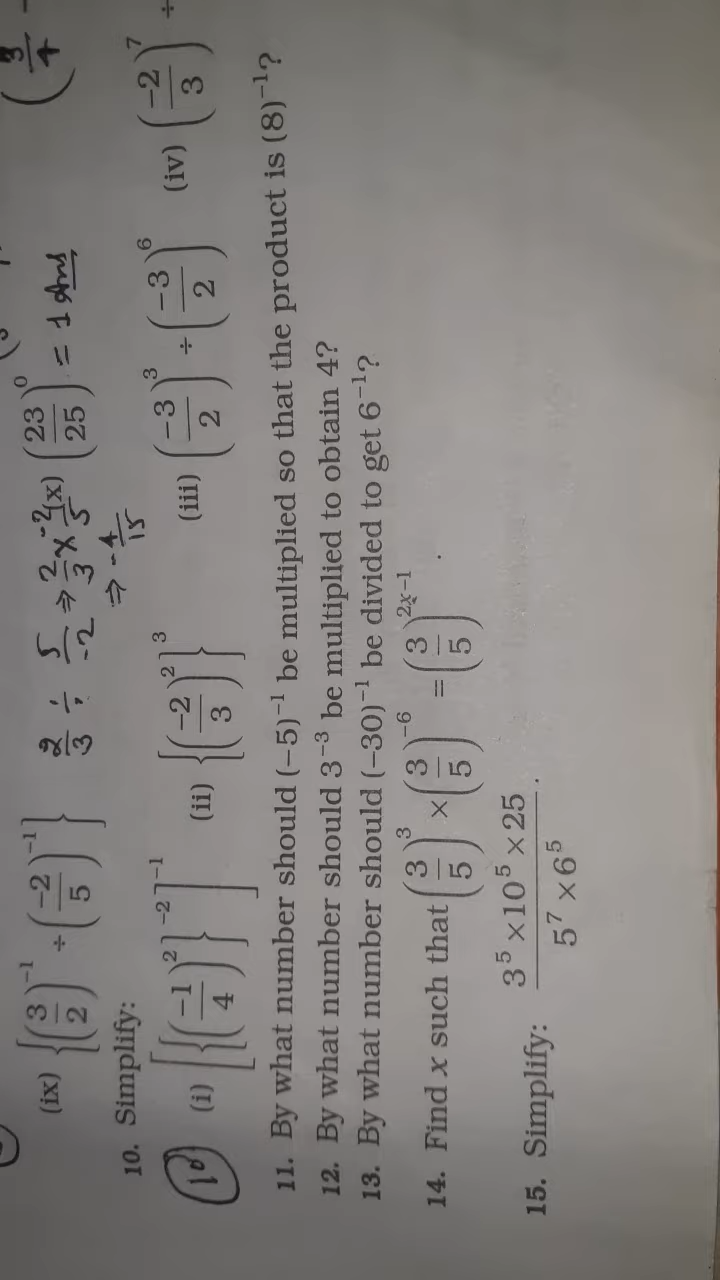 (ix) {(3/2)^-1 ÷ (-2/5)^-1} 2/3 ÷ 5/-2 ⇒ 2/3 × -2/5 (x) (23/25)^0 = 1 Ans (3/4
⇒ -4/15
10. Simplify:
10 (i) [{(-1/4)^2}^-2]^-1 (ii) {(-2/3)^2}^3 (iii) (-3/2)^3 ÷ (-3/2)^6 (iv) (-2/3)^7 ÷
11. By what number should (−5)^−1 be multiplied so that the product is (8)^−1?
12. By what number should 3^−3 be multiplied to obtain 4?
13. By what number should (−30)^−1 be divided to get 6^−1?
14. Find x such that (3/5)^3 × (3/5)^-6 = (3/5)^2x−1.
15. Simplify: 3^5 × 10^5 × 25 / 5^7 × 6^5.